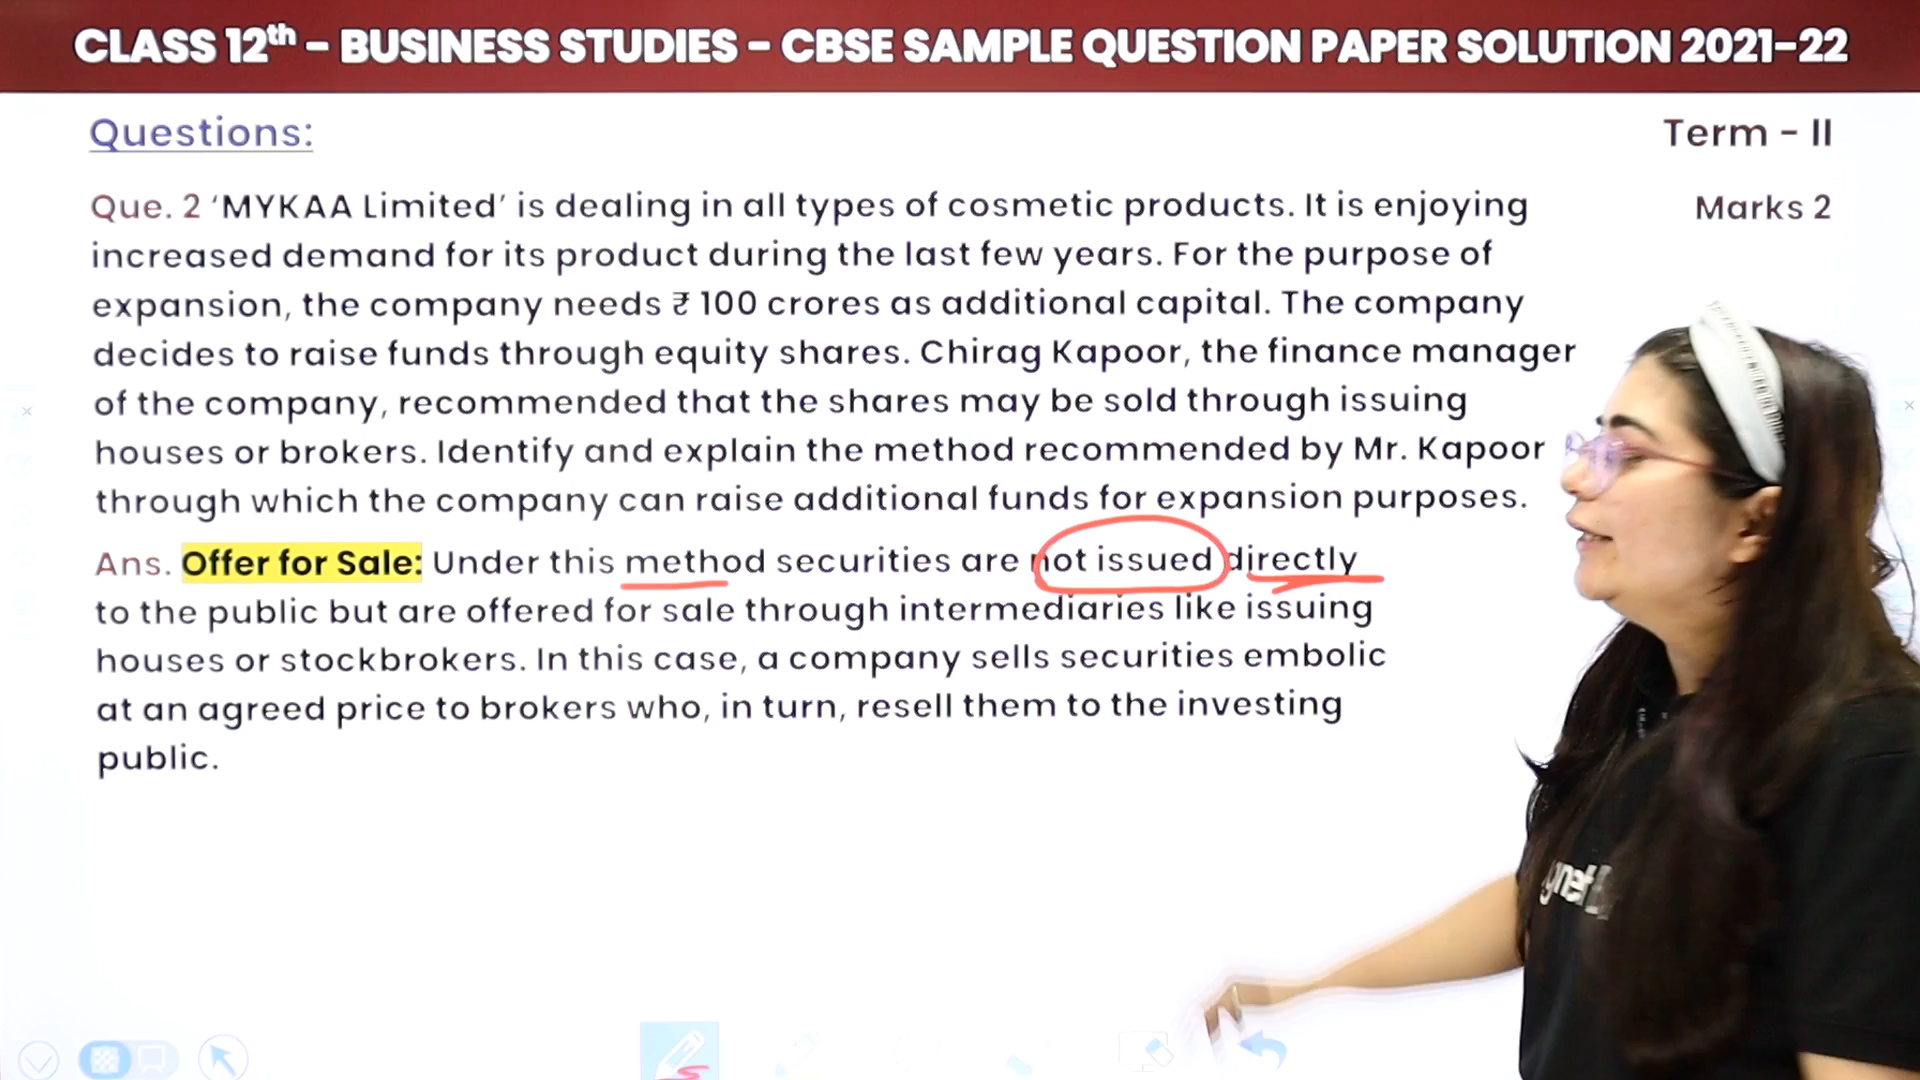 CLASS 12th – BUSINESS STUDIES – CBSE SAMPLE QUESTION PAPER SOLUTION 2021–22
Questions:
Term - II
Que. 2 ‘MYKAA Limited’ is dealing in all types of cosmetic products. It is enjoying
Marks 2
increased demand for its product during the last few years. For the purpose of
expansion, the company needs ₹ 100 crores as additional capital. The company
decides to raise funds through equity shares. Chirag Kapoor, the finance manager
of the company, recommended that the shares may be sold through issuing
houses or brokers. Identify and explain the method recommended by Mr. Kapoor
through which the company can raise additional funds for expansion purposes.
Ans. Offer for Sale: Under this method securities are not issued directly
to the public but are offered for sale through intermediaries like issuing
houses or stockbrokers. In this case, a company sells securities embolic
at an agreed price to brokers who, in turn, resell them to the investing
public.